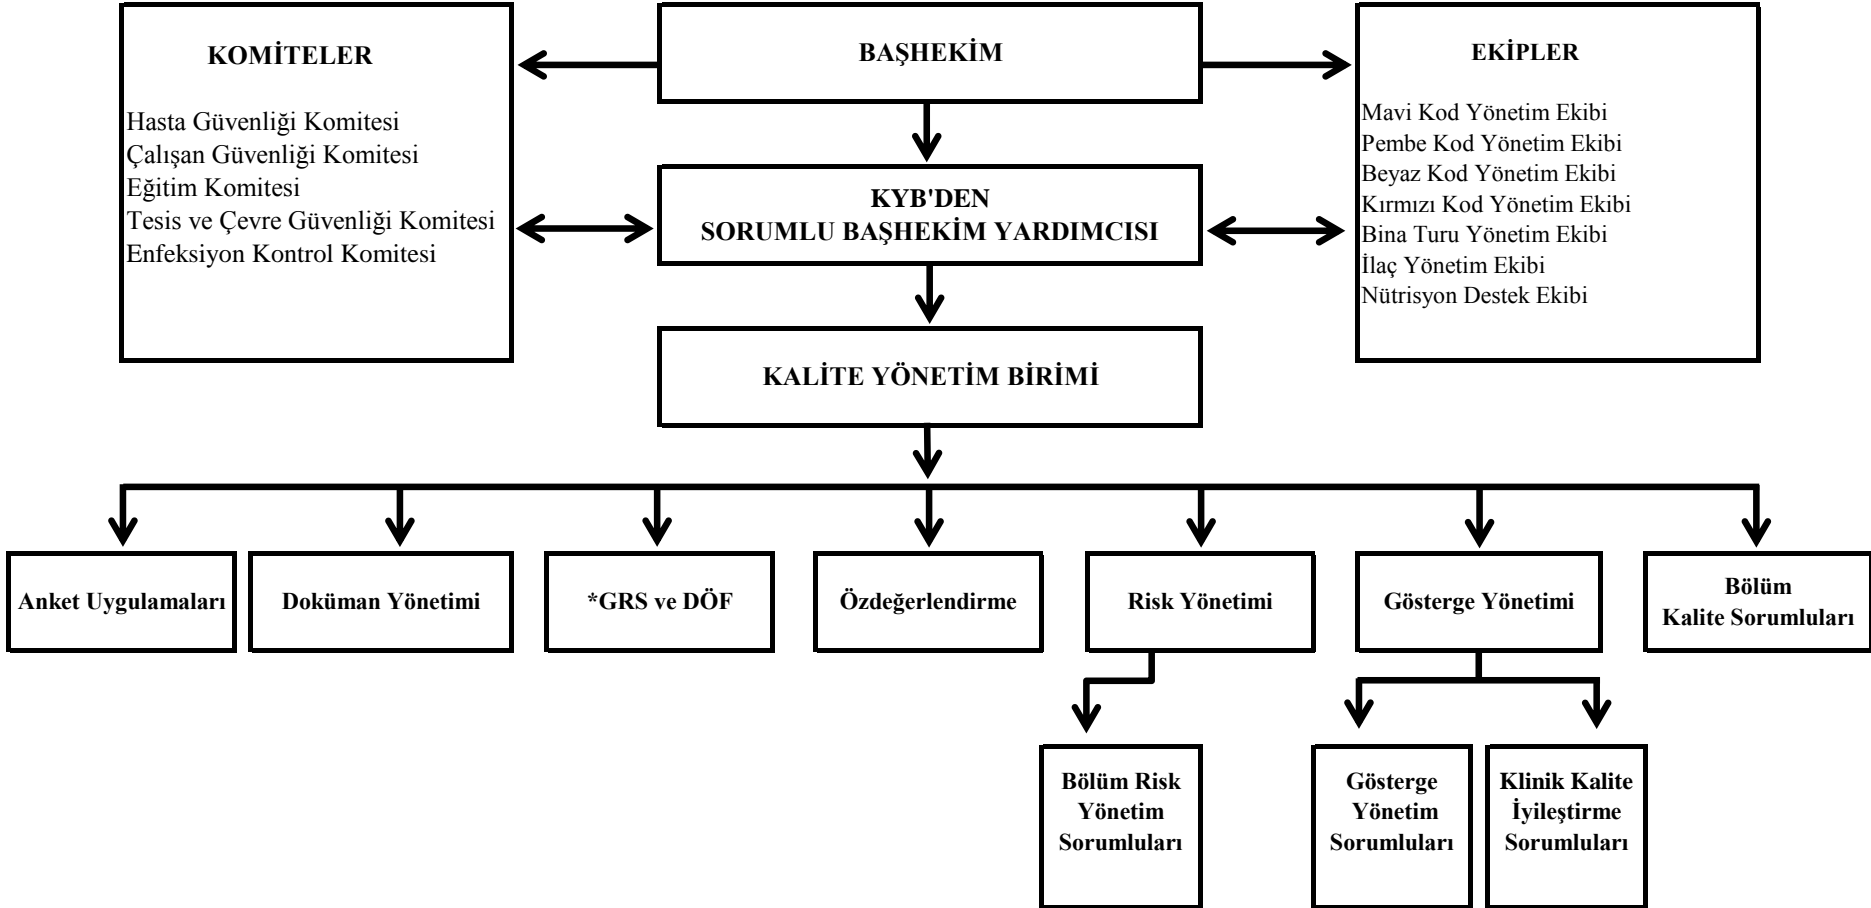 KOMİTELER
Hasta Güvenliği Komitesi
Çalışan Güvenliği Komitesi
Eğitim Komitesi
Tesis ve Çevre Güvenliği Komitesi
Enfeksiyon Kontrol Komitesi
BAŞHEKİM
EKİPLER
Mavi Kod Yönetim Ekibi
Pembe Kod Yönetim Ekibi
Beyaz Kod Yönetim Ekibi
Kırmızı Kod Yönetim Ekibi
Bina Turu Yönetim Ekibi
İlaç Yönetim Ekibi
Nütrisyon Destek Ekibi
KYB'DEN
SORUMLU BAŞHEKİM YARDIMCISI
KALİTE YÖNETİM BİRİMİ
Anket Uygulamaları
Doküman Yönetimi
*GRS ve DÖF
Özdeğerlendirme
Risk Yönetimi
Gösterge Yönetimi
Bölüm
Kalite Sorumluları
Bölüm Risk
Yönetim
Sorumluları
Gösterge
Yönetim
Sorumluları
Klinik Kalite
İyileştirme
Sorumluları